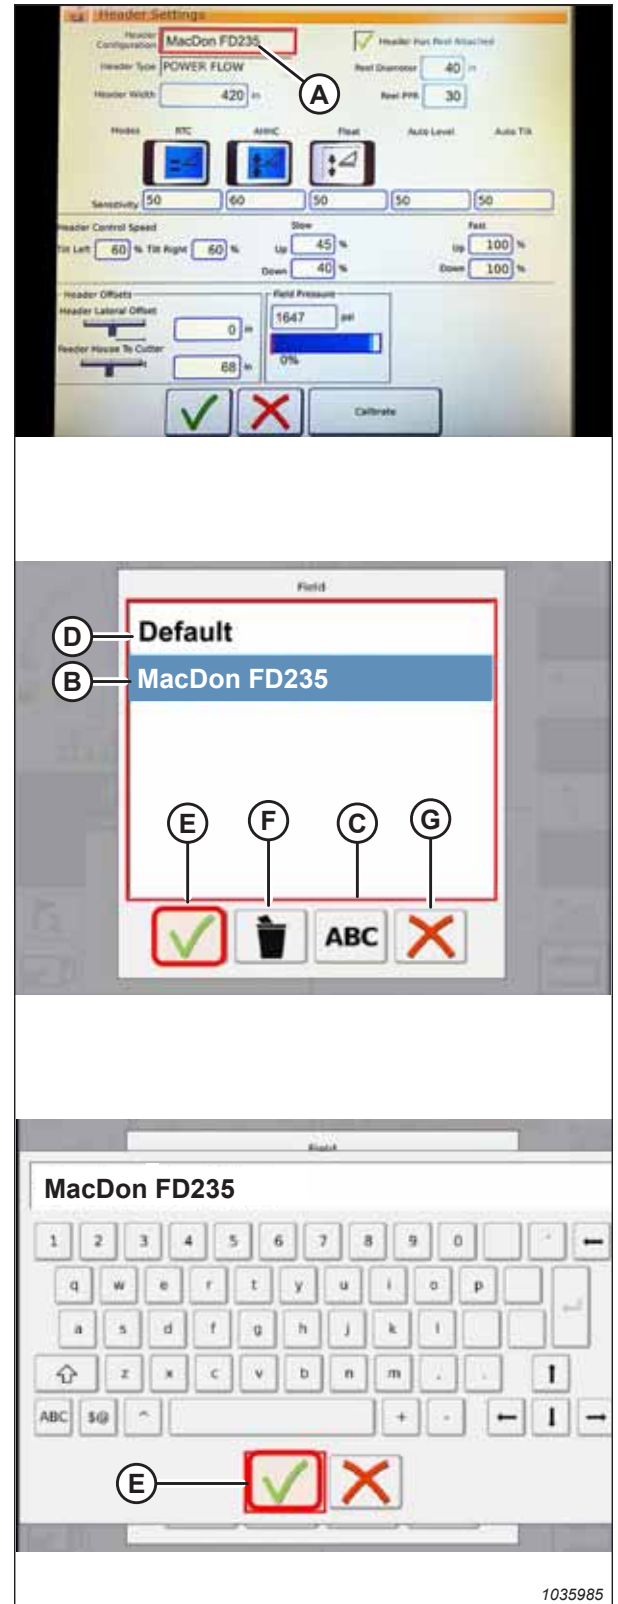 Header Settings
Header Configuration MacDon FD235 Header Has Reel Attached
Header Type POWER FLOW Reel Diameter 40 in
A
Header Width 420 in Reel PPR 30
Modes RTC AHHC Float Auto Level Auto Tilt
Sensitivity 50 60 50 50 50
Header Control Speed Slow Fast
Tilt Left 60 % Tilt Right 60 % Up 45 % Up 100 %
Down 40 % Down 100 %
Header Offsets Field Pressure
Header Lateral Offset 0 in 1647 psi
Feeder House To Cutter 68 in 0%
Calibrate
Field
D Default
B MacDon FD235
E F C G
ABC
Field
MacDon FD235
1 2 3 4 5 6 7 8 9 0 '
q w e r t y u i o p
a s d f g h j k l
z x c v b n m , .
ABC $@ ^ + -
E
1035985